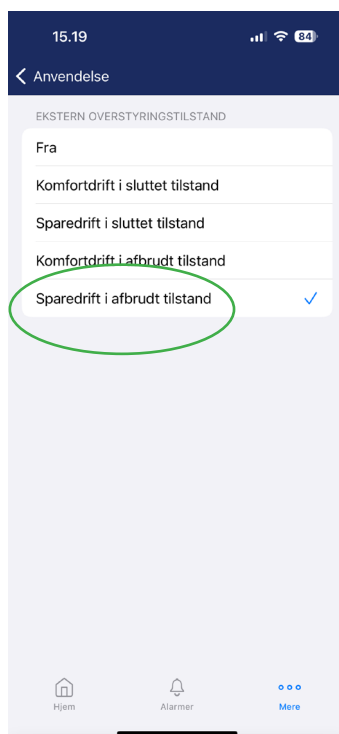 15.19
84
Anvendelse
EKSTERN OVERSTYRINGSTILSTAND
Fra
Komfortdrift i sluttet tilstand
Sparedrift i sluttet tilstand
Komfortdrift i afbrudt tilstand
Sparedrift i afbrudt tilstand
Hjem
Alarmer
Mere